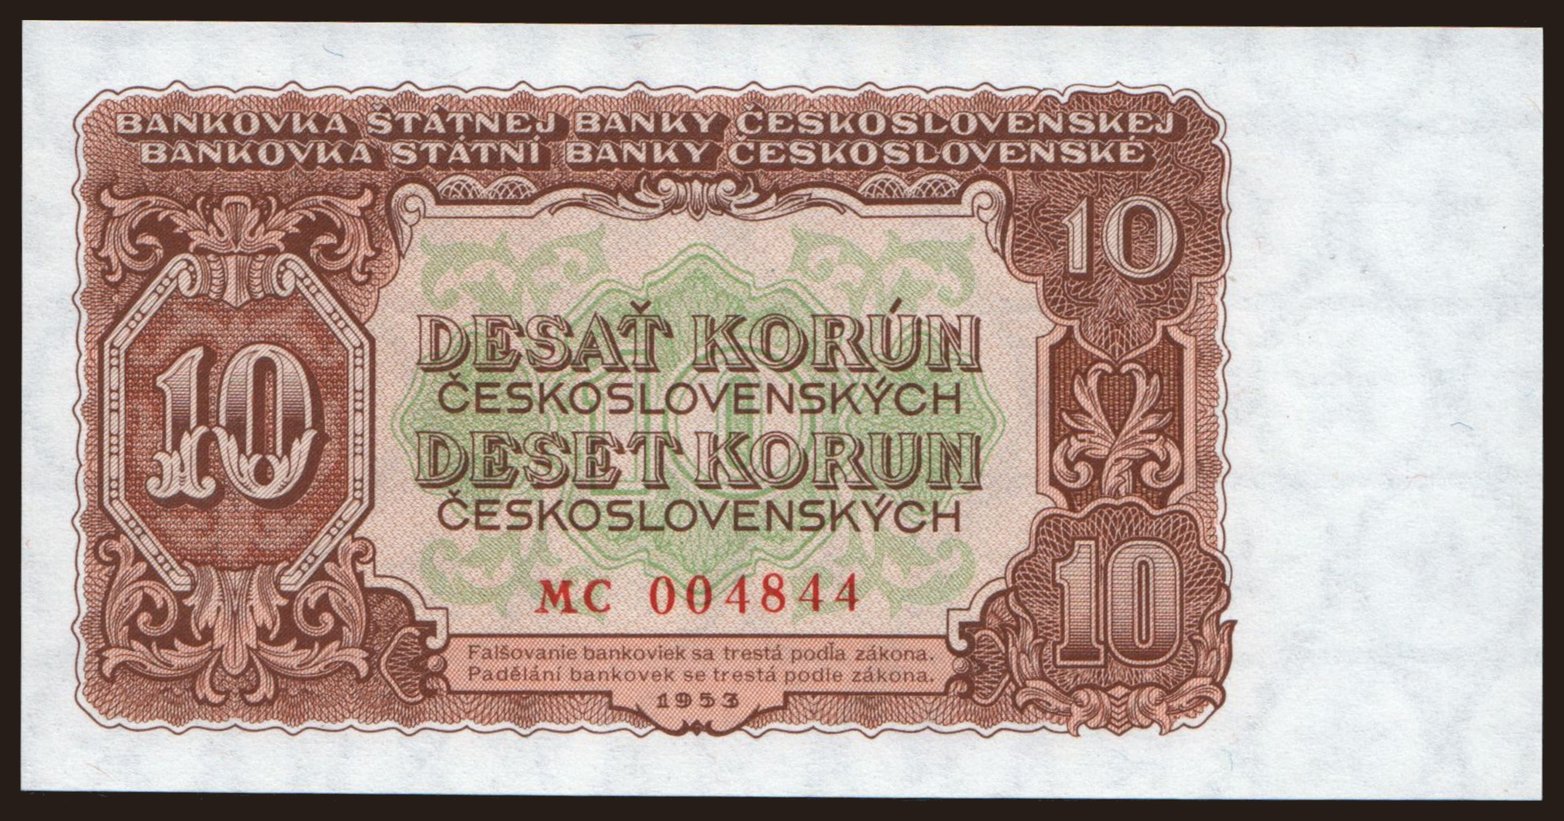 BANKOVKA ŠTÁTNEJ BANKY ČESKOSLOVENSKEJ
BANKOVKA STÁTNÍ BANKY ČESKOSLOVENSKÉ
10
10
DESAŤ KORÚN
ČESKOSLOVENSKÝCH
10
DESET KORUN
ČESKOSLOVENSKÝCH
MC 004844
10
Falšovanie bankoviek sa trestá podľa zákona.
Padělání bankovek se trestá podle zákona.
1953